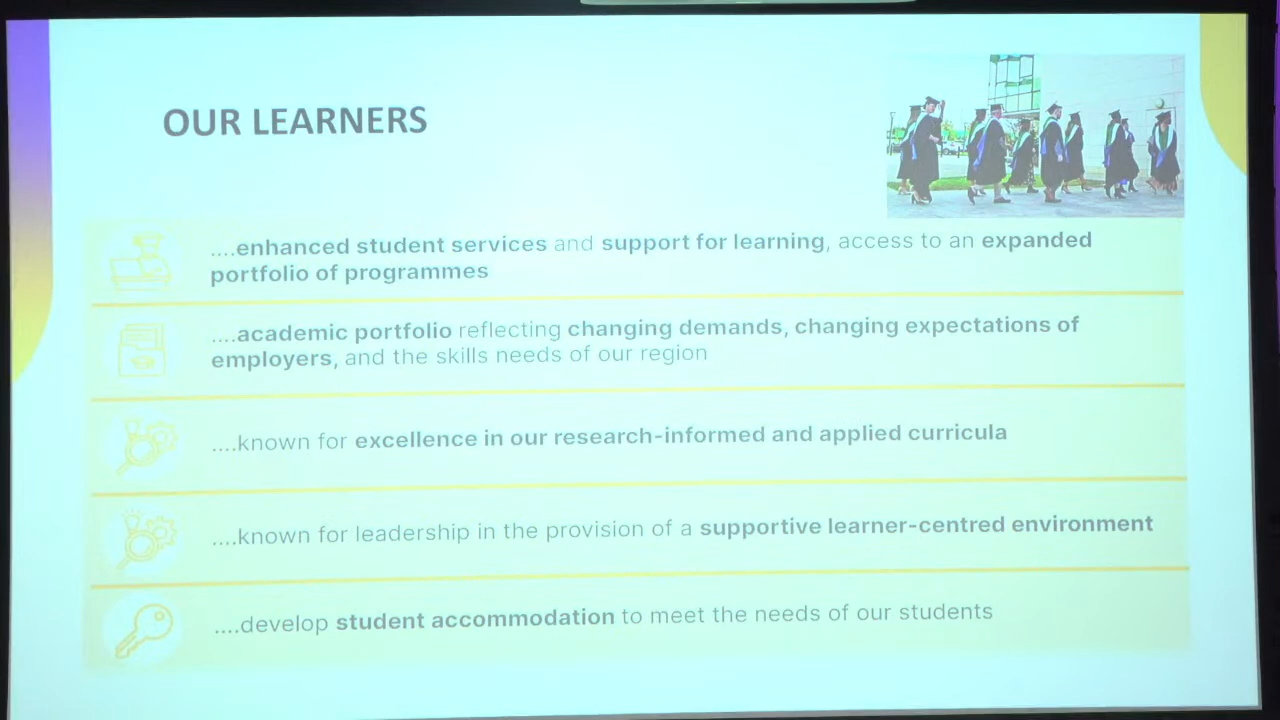 OUR LEARNERS
....enhanced student services and support for learning, access to an expanded
portfolio of programmes
....academic portfolio reflecting changing demands, changing expectations of
employers, and the skills needs of our region
....known for excellence in our research-informed and applied curricula
....known for leadership in the provision of a supportive learner-centred environment
....develop student accommodation to meet the needs of our students